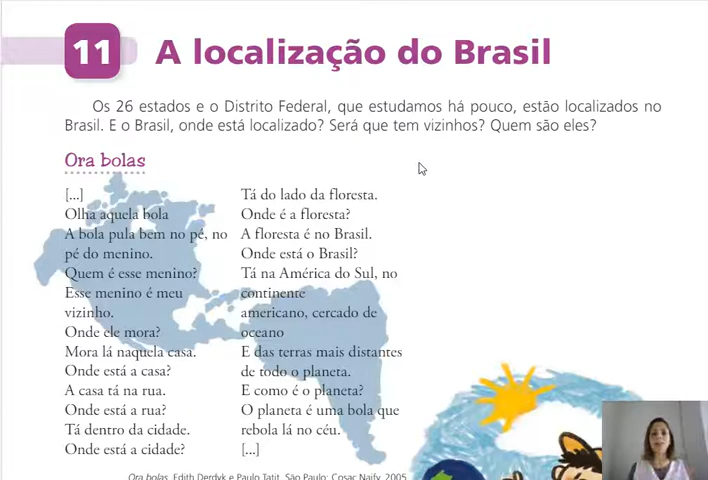 11 A localização do Brasil
Os 26 estados e o Distrito Federal, que estudamos há pouco, estão localizados no
Brasil. E o Brasil, onde está localizado? Será que tem vizinhos? Quem são eles?
Ora bolas
[...]
Olha aquela bola
A bola pula bem no pé, no
pé do menino.
Quem é esse menino?
Esse menino é meu
vizinho.
Onde ele mora?
Mora lá naquela casa.
Onde está a casa?
A casa tá na rua.
Onde está a rua?
Tá dentro da cidade.
Onde está a cidade?
Tá do lado da floresta.
Onde é a floresta?
A floresta é no Brasil.
Onde está o Brasil?
Tá na América do Sul, no
continente
americano, cercado de
oceano
E das terras mais distantes
de todo o planeta.
E como é o planeta?
O planeta é uma bola que
rebola lá no céu.
[...]
Ora bolas, Edith Derdyk e Paulo Tatit. São Paulo: Cosac Naify, 2005